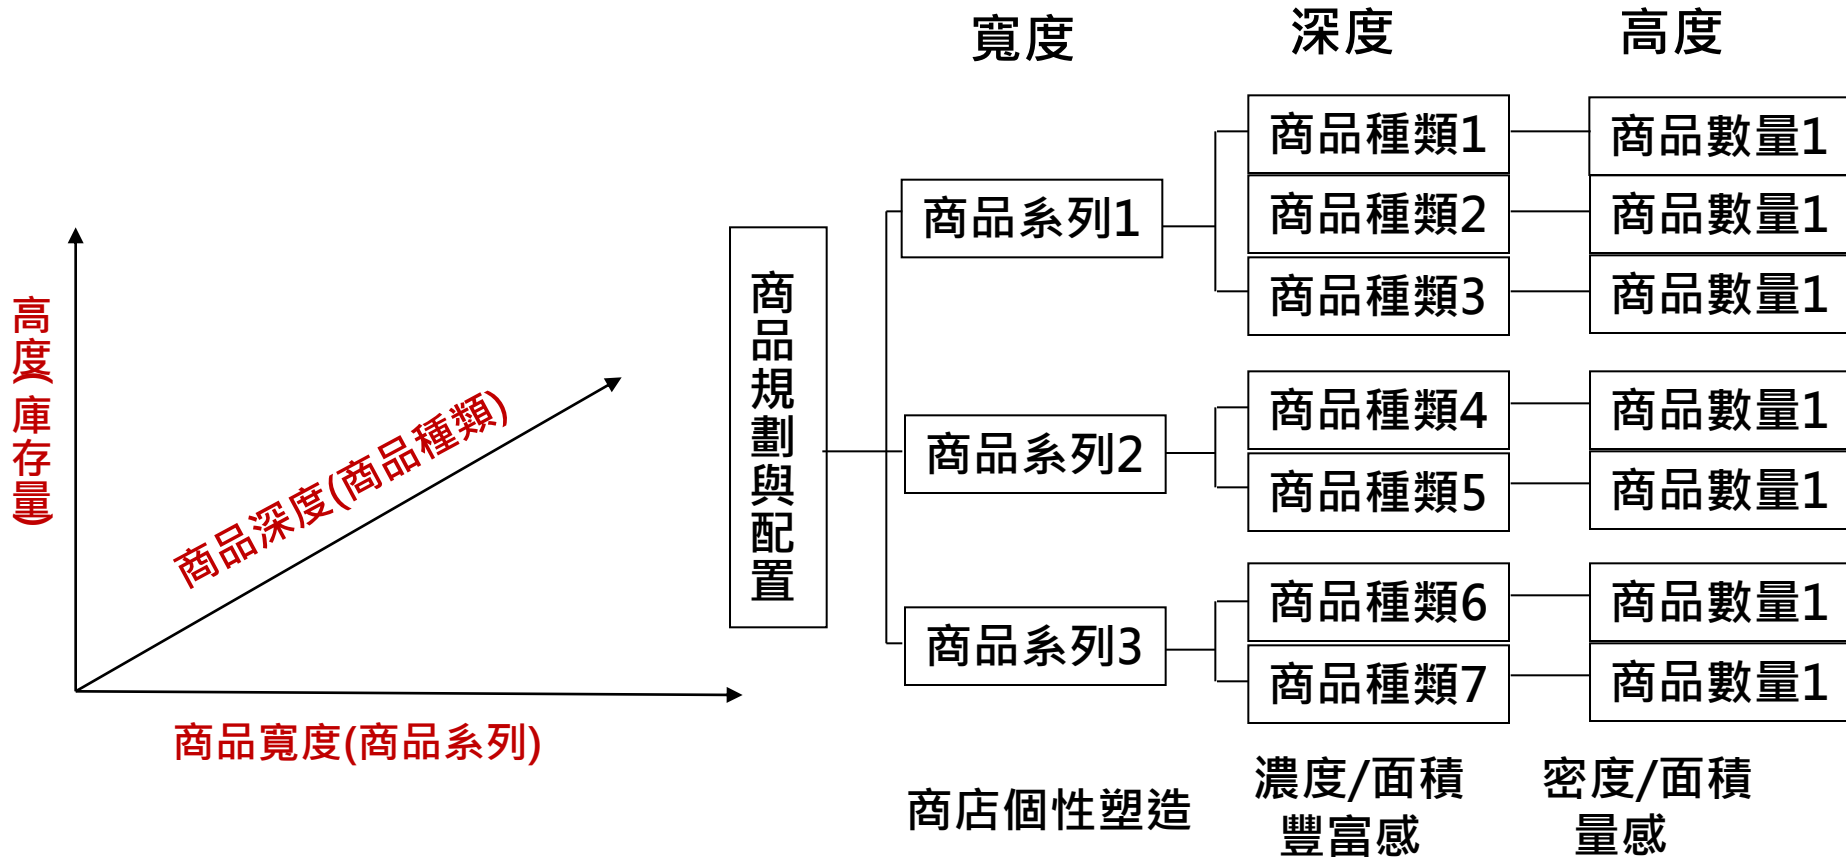 寬度
深度
高度
高度(庫存量)
商品深度(商品種類)
商品寬度(商品系列)
商品規劃與配置
商品系列1
商品種類1
商品數量1
商品種類2
商品數量1
商品種類3
商品數量1
商品系列2
商品種類4
商品數量1
商品種類5
商品數量1
商品系列3
商品種類6
商品數量1
商品種類7
商品數量1
商店個性塑造
濃度/面積
豐富感
密度/面積
量感